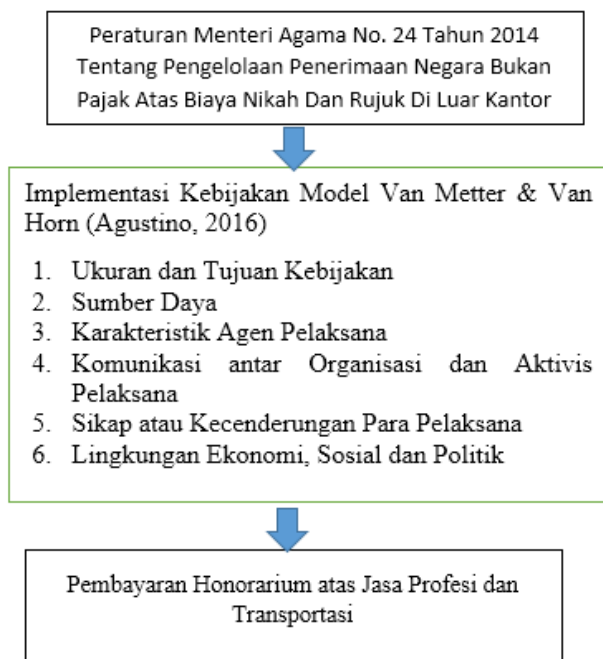 Peraturan Menteri Agama No. 24 Tahun 2014
Tentang Pengelolaan Penerimaan Negara Bukan
Pajak Atas Biaya Nikah Dan Rujuk Di Luar Kantor
Implementasi Kebijakan Model Van Metter & Van
Horn (Agustino, 2016)
1. Ukuran dan Tujuan Kebijakan
2. Sumber Daya
3. Karakteristik Agen Pelaksana
4. Komunikasi antar Organisasi dan Aktivis
Pelaksana
5. Sikap atau Kecenderungan Para Pelaksana
6. Lingkungan Ekonomi, Sosial dan Politik
Pembayaran Honorarium atas Jasa Profesi dan
Transportasi